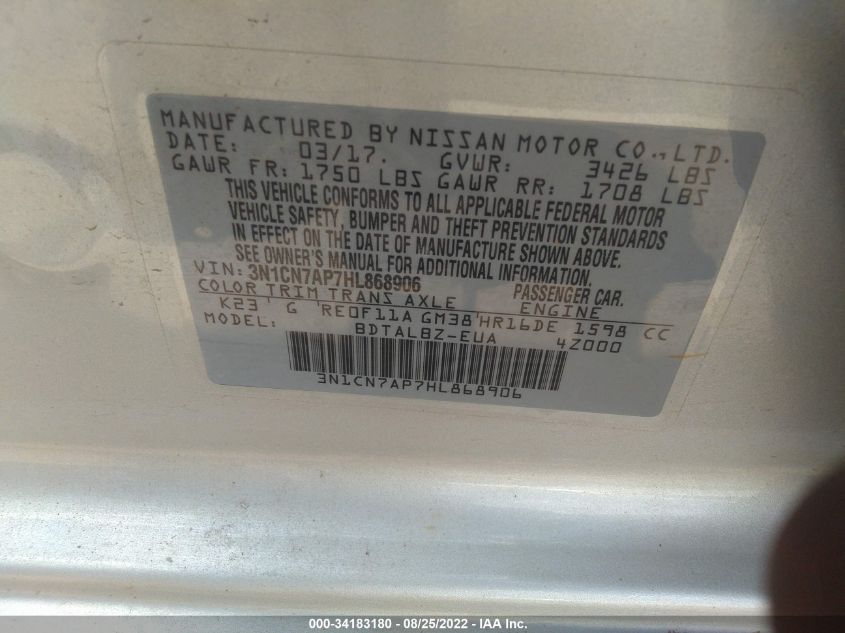 MANUFACTURED BY NISSAN MOTOR CO., LTD.
DATE: 03/17. GVWR: 3426 LBS
GAWR FR: 1750 LBS GAWR RR: 1708 LBS
THIS VEHICLE CONFORMS TO ALL APPLICABLE FEDERAL MOTOR
VEHICLE SAFETY, BUMPER AND THEFT PREVENTION STANDARDS
IN EFFECT ON THE DATE OF MANUFACTURE SHOWN ABOVE.
SEE OWNER'S MANUAL FOR ADDITIONAL INFORMATION.
VIN: 3N1CN7AP7HL868906 PASSENGER CAR.
COLOR TRIM TRANS AXLE ENGINE
K23 G RE0F11A GM38 HR16DE 1598 CC
MODEL: BDTALBZ-EUA 4Z000
3N1CN7AP7HL868906
000-34183180 - 08/25/2022 - IAA Inc.